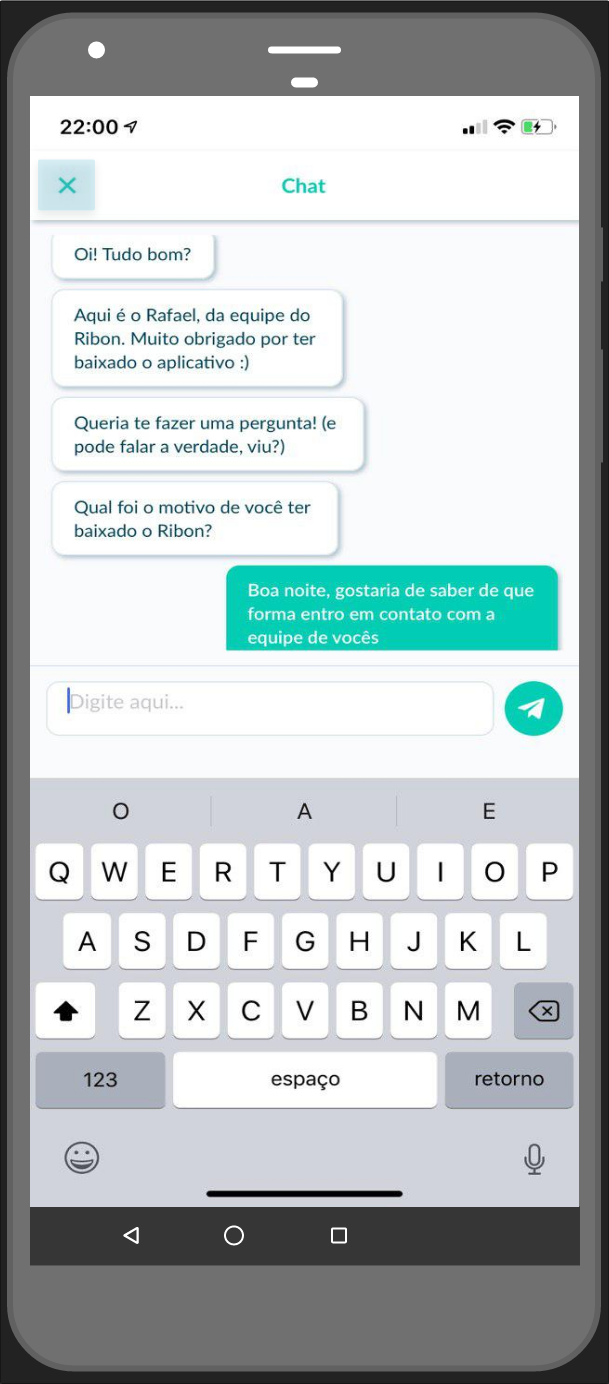 22:00
Chat
Oi! Tudo bom?
Aqui é o Rafael, da equipe do
Ribon. Muito obrigado por ter
baixado o aplicativo :)
Queria te fazer uma pergunta! (e
pode falar a verdade, viu?)
Qual foi o motivo de você ter
baixado o Ribon?
Boa noite, gostaria de saber de que
forma entro em contato com a
equipe de vocês
Digite aqui...
O A E
Q W E R T Y U I O P
A S D F G H J K L
Z X C V B N M
123 espaço retorno